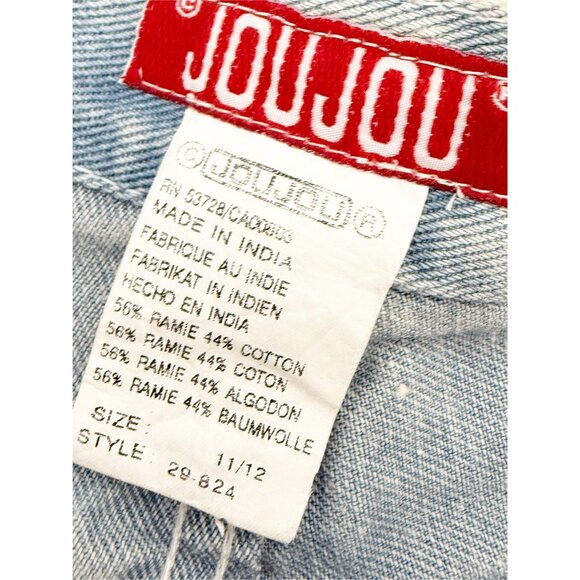 © JOUJOU ®
© JOUJOU ®
RN 53728/CA00803
MADE IN INDIA
FABRIQUE AU INDIE
FABRIKAT IN INDIEN
HECHO EN INDIA
56% RAMIE 44% COTTON
56% RAMIE 44% COTON
56% RAMIE 44% ALGODON
56% RAMIE 44% BAUMWOLLE
SIZE: 11/12
STYLE: 29-824